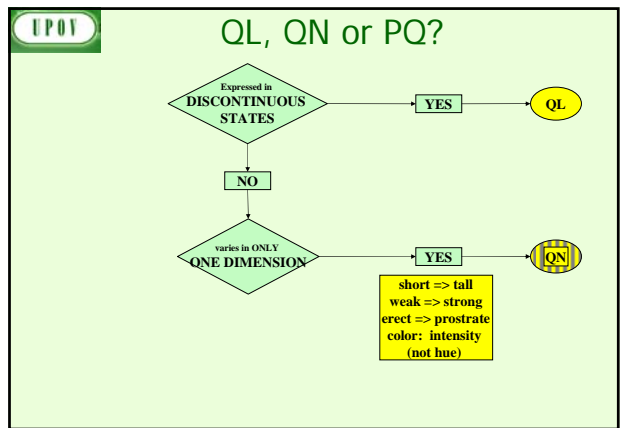 UPOV
QL, QN or PQ?
Expressed in
DISCONTINUOUS
STATES
YES
QL
NO
varies in ONLY
ONE DIMENSION
YES
QN
short => tall
weak => strong
erect => prostrate
color: intensity
(not hue)